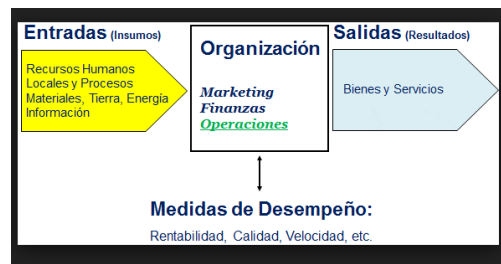 Entradas (Insumos)
Recursos Humanos
Locales y Procesos
Materiales, Tierra, Energía
Información
Organización
Marketing
Finanzas
Operaciones
Salidas (Resultados)
Bienes y Servicios
Medidas de Desempeño:
Rentabilidad, Calidad, Velocidad, etc.